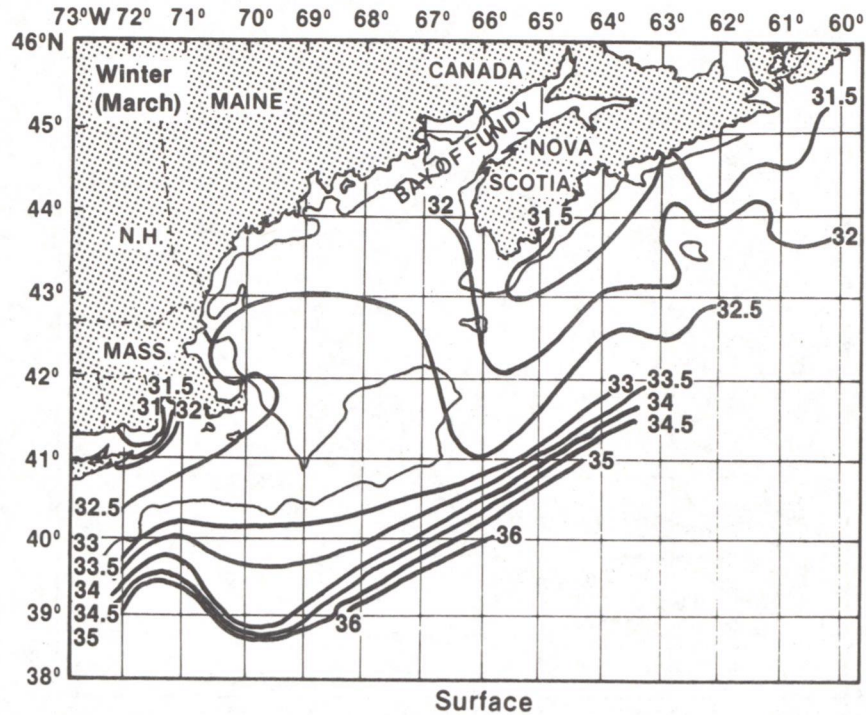 73°W 72° 71° 70° 69° 68° 67° 66° 65° 64° 63° 62° 61° 60°
46°N
Winter
(March)
CANADA
MAINE
31.5
45°
BAY OF FUNDY
NOVA
SCOTIA
44°
32
31.5
N.H.
32
43°
32.5
MASS.
42°
31.5
33
33.5
31
32
34
34.5
41°
35
32.5
33
40°
36
33.5
34
39°
34.5
36
35
38°
Surface